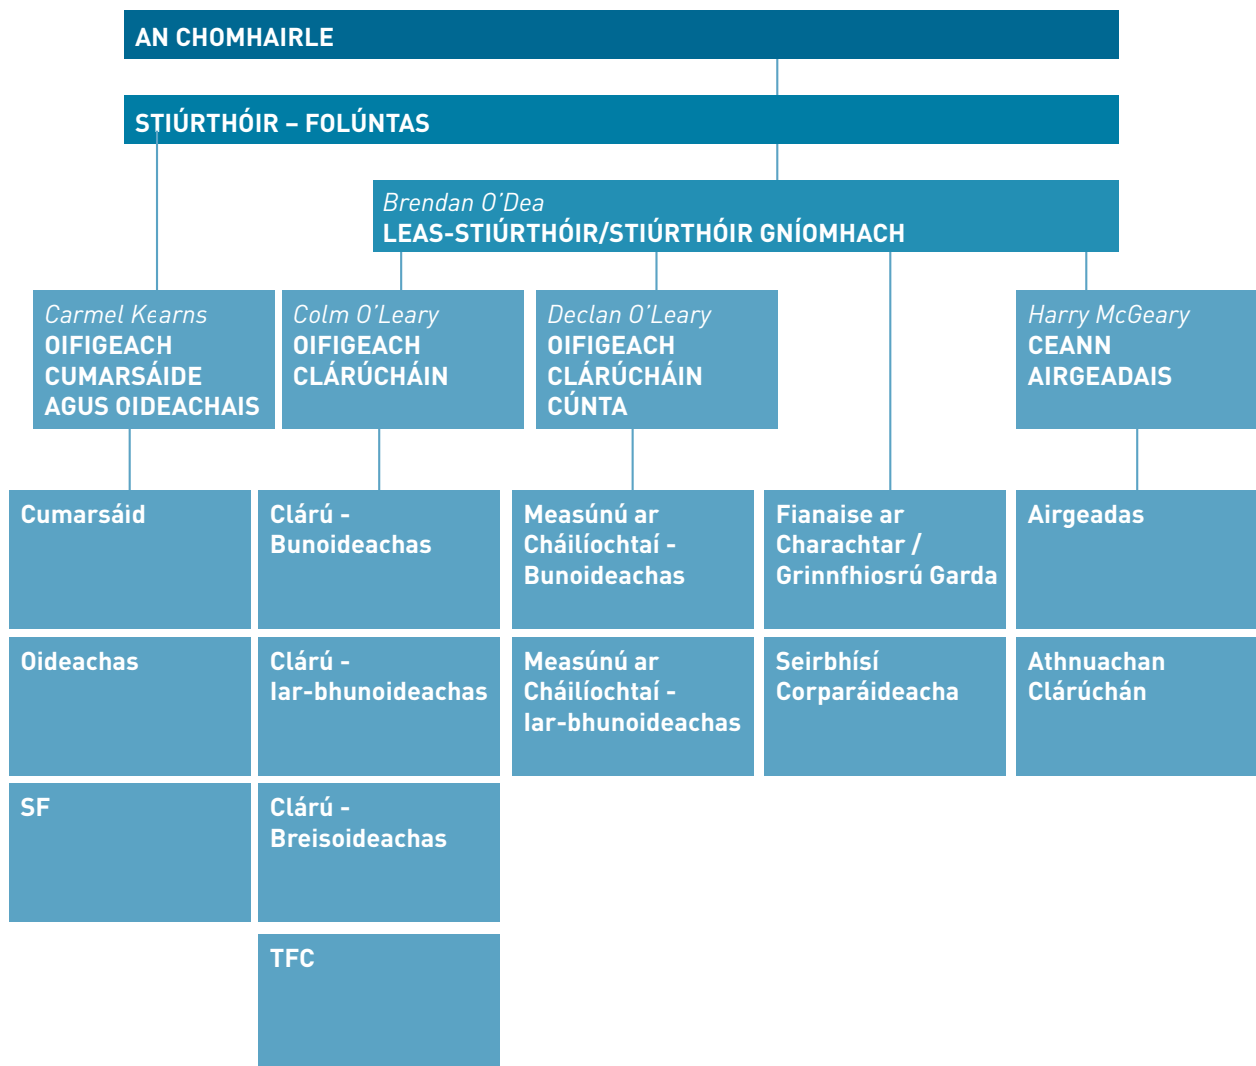 AN CHOMHAIRLE
STIÚRTHÓIR – FOLÚNTAS
Brendan O'Dea
LEAS-STIÚRTHÓIR/STIÚRTHÓIR GNÍOMHACH
Carmel Kearns
OIFIGEACH
CUMARSÁIDE
AGUS OIDEACHAIS
Colm O'Leary
OIFIGEACH
CLÁRÚCHÁIN
Declan O'Leary
OIFIGEACH
CLÁRÚCHÁIN
CÚNTA
Harry McGeary
CEANN
AIRGEADAIS
Cumarsáid
Clárú -
Bunoideachas
Measúnú ar
Cháilíochtaí -
Bunoideachas
Fianaise ar
Charachtar /
Grinnfhiosrú Garda
Airgeadas
Oideachas
Clárú -
Iar-bhunoideachas
Measúnú ar
Cháilíochtaí -
Iar-bhunoideachas
Seirbhísí
Corparáideacha
Athnuachan
Clárúchán
SF
Clárú -
Breisoideachas
TFC